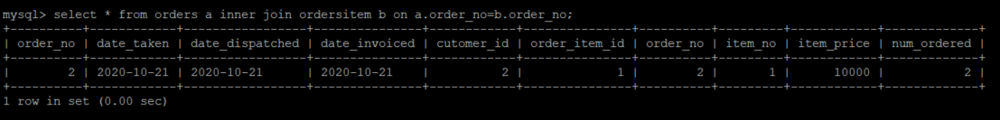 mysql> select * from orders a inner join ordersitem b on a.order_no=b.order_no;
+----------+------------+-----------------+---------------+------------+---------------+----------+---------+------------+-------------+
| order_no | date_taken | date_dispatched | date_invoiced | cutomer_id | order_item_id | order_no | item_no | item_price | num_ordered |
+----------+------------+-----------------+---------------+------------+---------------+----------+---------+------------+-------------+
|        2 | 2020-10-21 | 2020-10-21      | 2020-10-21    |          2 |             1 |        2 |       1 |      10000 |           2 |
+----------+------------+-----------------+---------------+------------+---------------+----------+---------+------------+-------------+
1 row in set (0.00 sec)